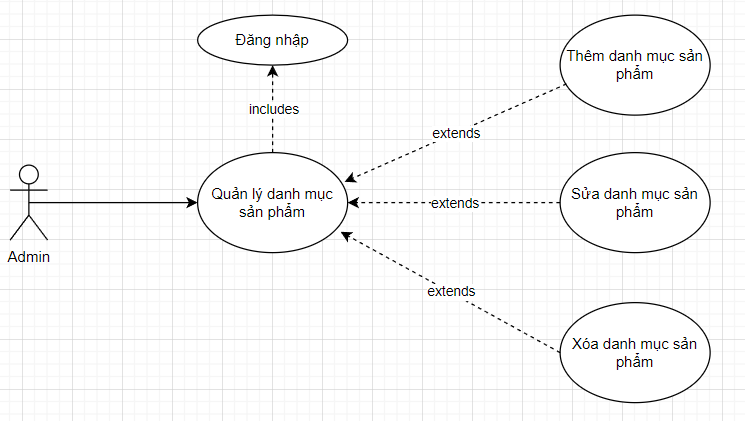 Đăng nhập
Thêm danh mục sản
phẩm
includes
extends
Quản lý danh mục
sản phẩm
extends
Sửa danh mục sản
phẩm
Admin
extends
Xóa danh mục sản
phẩm